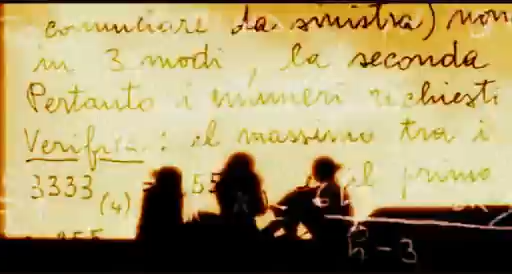 cominciare da sinistra) non
in 3 modi, la seconda
Pertanto i numeri richiesti
Verifica: il massimo tra i
3333 (4) = 55 il primo
255
h - 3